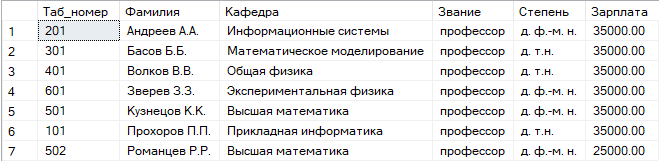 Таб_номер Фамилия Кафедра Звание Степень Зарплата
1 201 Андреев А.А. Информационные системы профессор д. ф.-м. н. 35000.00
2 301 Басов Б.Б. Математическое моделирование профессор д. т.н. 35000.00
3 401 Волков В.В. Общая физика профессор д. т.н. 35000.00
4 601 Зверев З.З. Экспериментальная физика профессор д. ф.-м. н. 35000.00
5 501 Кузнецов К.К. Высшая математика профессор д. ф.-м. н. 35000.00
6 101 Прохоров П.П. Прикладная информатика профессор д. т.н. 35000.00
7 502 Романцев Р.Р. Высшая математика профессор д. ф.-м. н. 25000.00